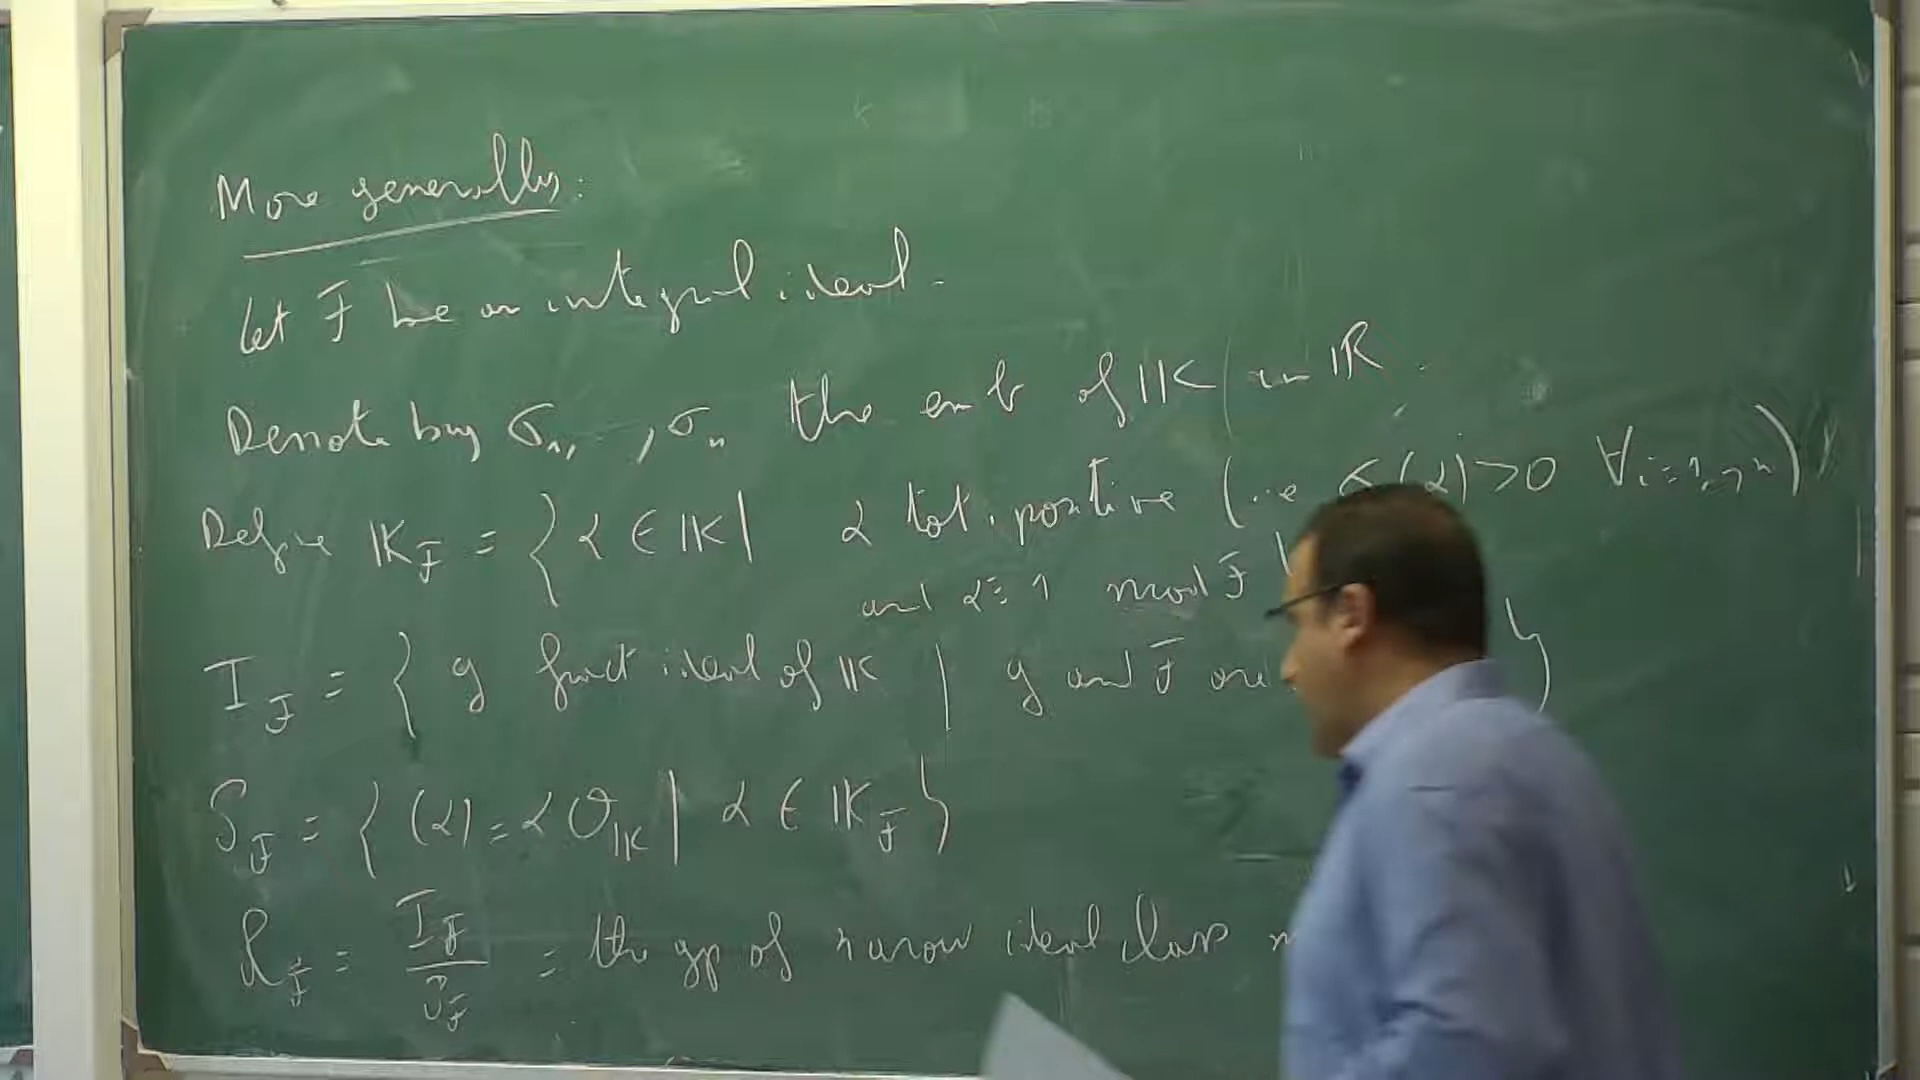 More generally:
Let F be an integral ideal.
Denote by σ₁, , σₙ the emb of K in R.
Define K_F = { α ∈ K | α tot. positive (i.e σ (α) > 0 ∀ i=1, , n)
and α ≡ 1 mod F
I_F = { g fract ideal of K | g and F are }
S_F = { (α) = α O_K | α ∈ K_F }
R_F = I_F / S_F = the gp of narrow ideal class